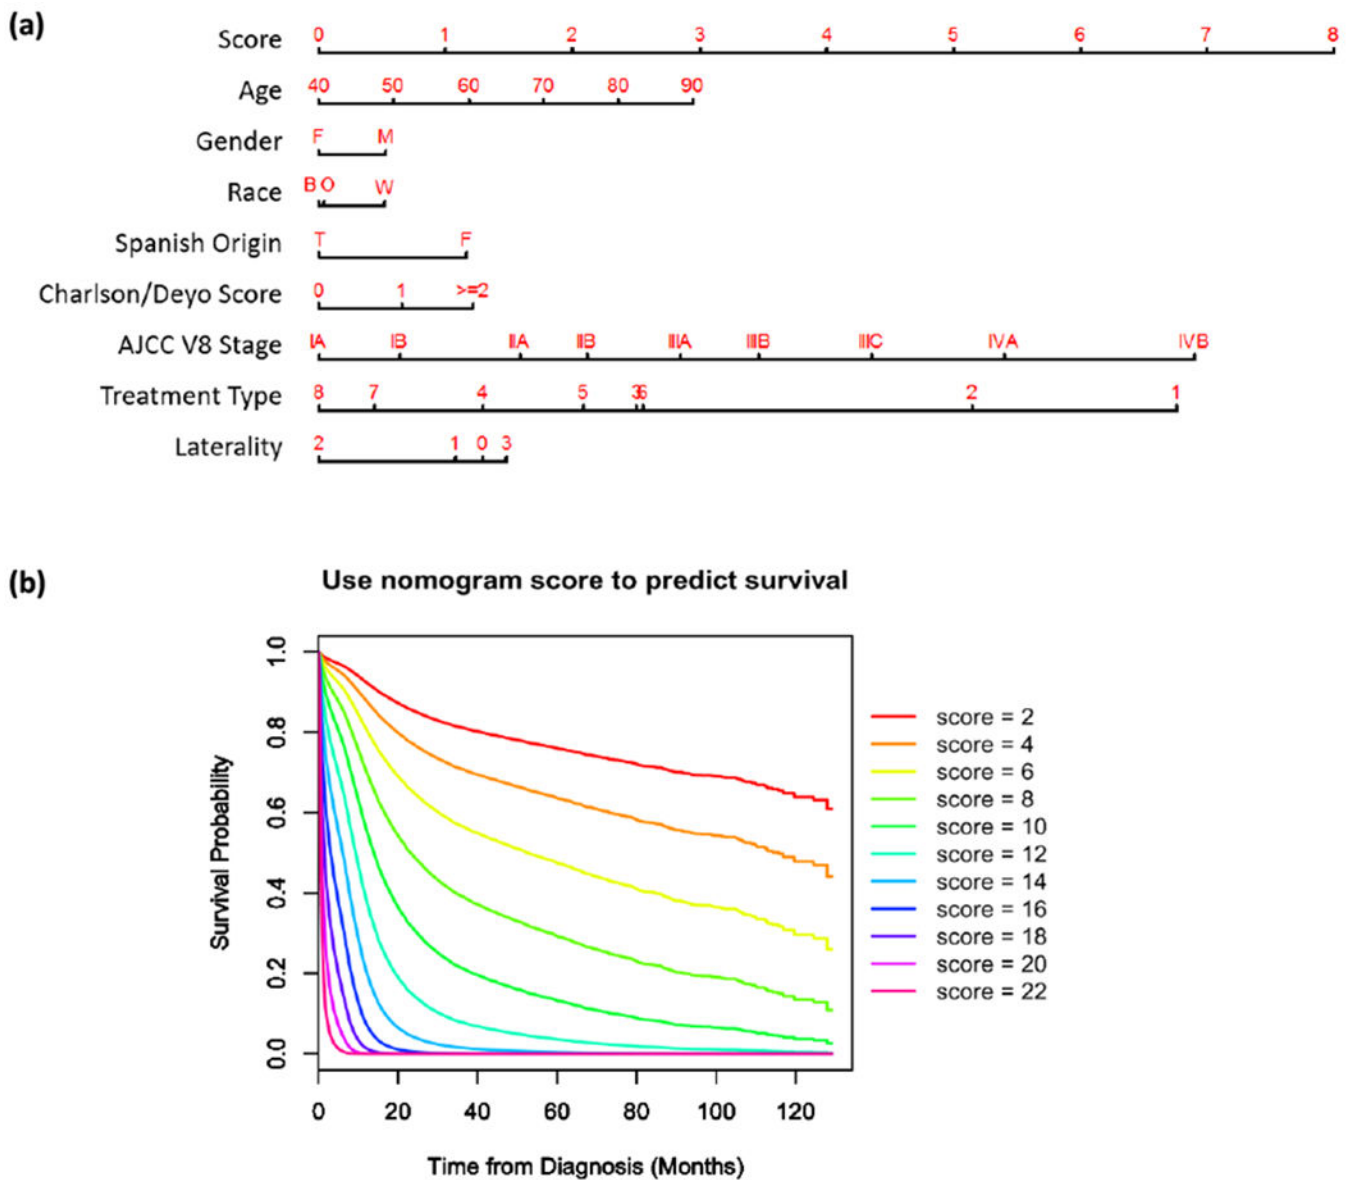 (a)
Score 0 1 2 3 4 5 6 7 8
Age 40 50 60 70 80 90
Gender F M
Race B O W
Spanish Origin T F
Charlson/Deyo Score 0 1 >=2
AJCC V8 Stage IA IB IIA IIB IIIA IIIB IIIC IVA IVB
Treatment Type 8 7 4 5 3 6 2 1
Laterality 2 1 0 3
(b)
Use nomogram score to predict survival
Survival Probability
1.0
0.8
0.6
0.4
0.2
0.0
0 20 40 60 80 100 120
Time from Diagnosis (Months)
score = 2
score = 4
score = 6
score = 8
score = 10
score = 12
score = 14
score = 16
score = 18
score = 20
score = 22